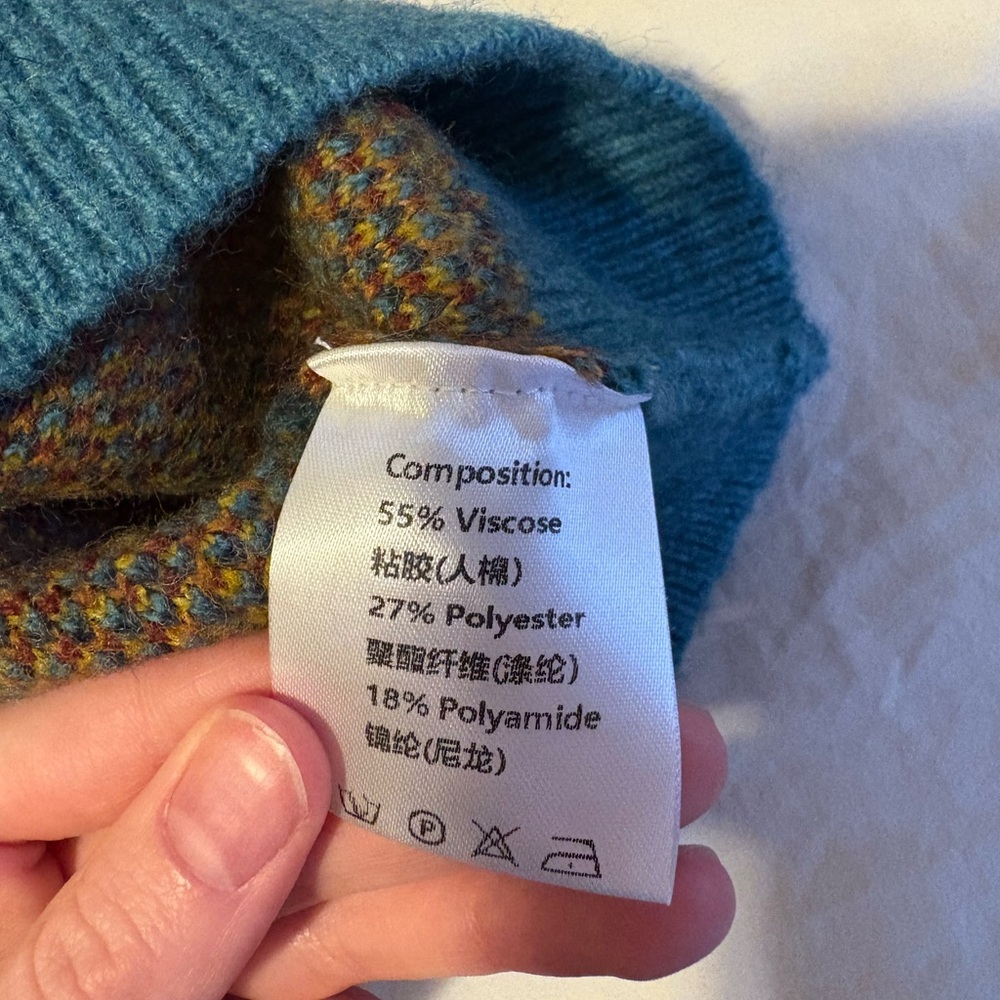 Composition:
55% Viscose
粘胶(人棉)
27% Polyester
聚酯纤维(涤纶)
18% Polyamide
锦纶(尼龙)
P